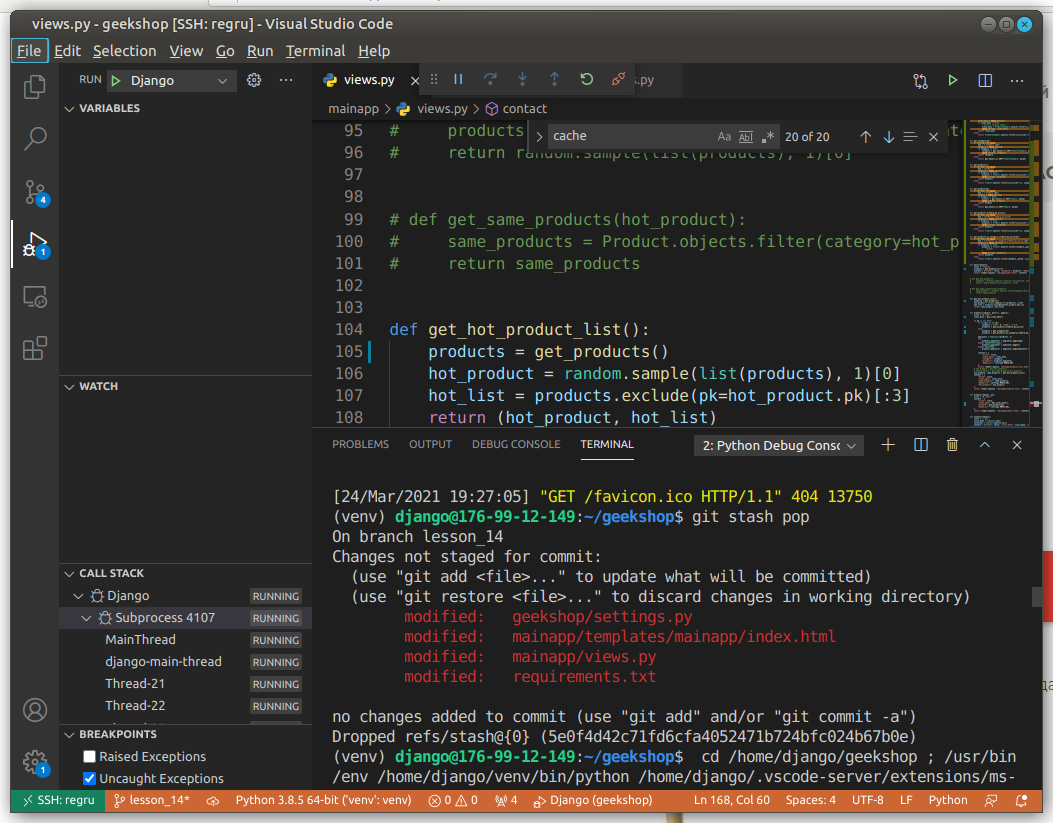 views.py - geekshop [SSH: regru] - Visual Studio Code
File Edit Selection View Go Run Terminal Help
RUN Django
VARIABLES
WATCH
CALL STACK
Django RUNNING
Subprocess 4107 RUNNING
MainThread RUNNING
django-main-thread RUNNING
Thread-21 RUNNING
Thread-22 RUNNING
BREAKPOINTS
Raised Exceptions
Uncaught Exceptions
4
1
1
views.py .py
mainapp > views.py > contact
cache Aa Abl .* 20 of 20
95 # products
96 # return random.sample(list(products), 1)[0]
97
98
99 # def get_same_products(hot_product):
100 # same_products = Product.objects.filter(category=hot_p
101 # return same_products
102
103
104 def get_hot_product_list():
105 products = get_products()
106 hot_product = random.sample(list(products), 1)[0]
107 hot_list = products.exclude(pk=hot_product.pk)[:3]
108 return (hot_product, hot_list)
PROBLEMS OUTPUT DEBUG CONSOLE TERMINAL 2: Python Debug Consc
[24/Mar/2021 19:27:05] "GET /favicon.ico HTTP/1.1" 404 13750
(venv) django@176-99-12-149:~/geekshop$ git stash pop
On branch lesson_14
Changes not staged for commit:
(use "git add <file>..." to update what will be committed)
(use "git restore <file>..." to discard changes in working directory)
modified: geekshop/settings.py
modified: mainapp/templates/mainapp/index.html
modified: mainapp/views.py
modified: requirements.txt
no changes added to commit (use "git add" and/or "git commit -a")
Dropped refs/stash@{0} (5e0f4d42c71fd6cfa4052471b724bfc024b67b0e)
(venv) django@176-99-12-149:~/geekshop$ cd /home/django/geekshop ; /usr/bin
/env /home/django/venv/bin/python /home/django/.vscode-server/extensions/ms-
SSH: regru lesson_14* Python 3.8.5 64-bit ('venv': venv) 0 0 4 Django (geekshop) Ln 168, Col 60 Spaces: 4 UTF-8 LF Python